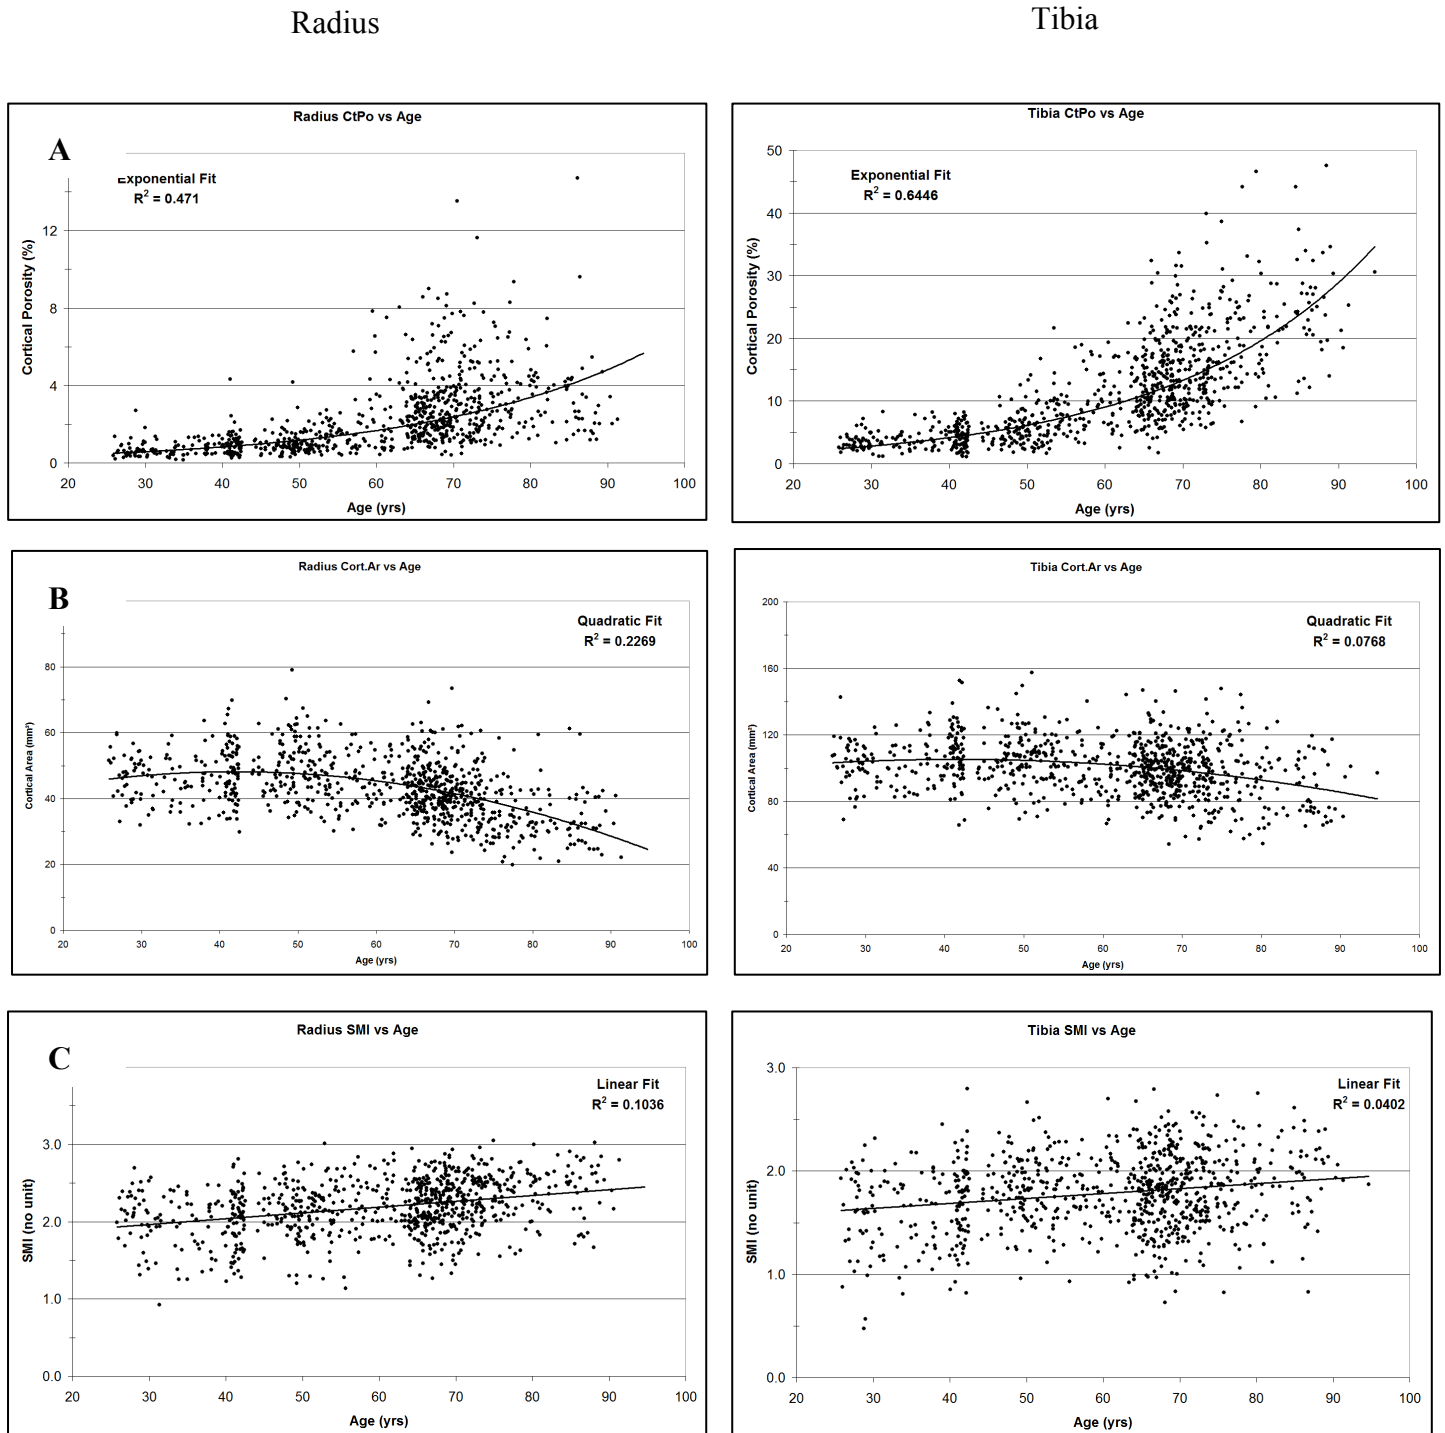 Radius
Tibia
A
Radius CtPo vs Age
Exponential Fit
R² = 0.471
Cortical Porosity (%)
12
8
4
0
20 30 40 50 60 70 80 90 100
Age (yrs)
Tibia CtPo vs Age
Exponential Fit
R² = 0.6446
Cortical Porosity (%)
50
40
30
20
10
0
20 30 40 50 60 70 80 90 100
Age (yrs)
B
Radius Cort.Ar vs Age
Quadratic Fit
R² = 0.2269
Cortical Area (mm²)
80
60
40
20
0
20 30 40 50 60 70 80 90 100
Age (yrs)
Tibia Cort.Ar vs Age
Quadratic Fit
R² = 0.0768
Cortical Area (mm²)
200
160
120
80
40
0
20 30 40 50 60 70 80 90 100
Age (yrs)
C
Radius SMI vs Age
Linear Fit
R² = 0.1036
SMI (no unit)
3.0
2.0
1.0
0.0
20 30 40 50 60 70 80 90 100
Age (yrs)
Tibia SMI vs Age
Linear Fit
R² = 0.0402
SMI (no unit)
3.0
2.0
1.0
0.0
20 30 40 50 60 70 80 90 100
Age (yrs)